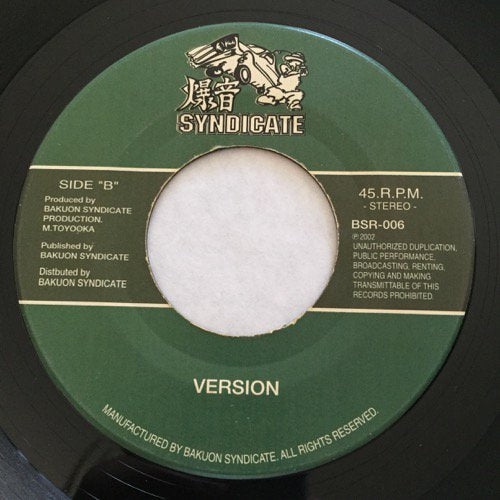 爆音
SYNDICATE
SIDE "B"
Produced by
BAKUON SYNDICATE
PRODUCTION.
M.TOYOOKA
Published by
BAKUON SYNDICATE
Distibuted by
BAKUON SYNDICATE
45.R.P.M.
- STEREO -
BSR-006
℗2002
UNAUTHORIZED DUPLICATION,
PUBLIC PERFORMANCE,
BROADCASTING, RENTING,
COPYING AND MAKING
TRANSMITTABLE OF THIS
RECORDS PROHIBITED.
VERSION
MANUFACTURED BY BAKUON SYNDICATE. ALL RIGHTS RESERVED.